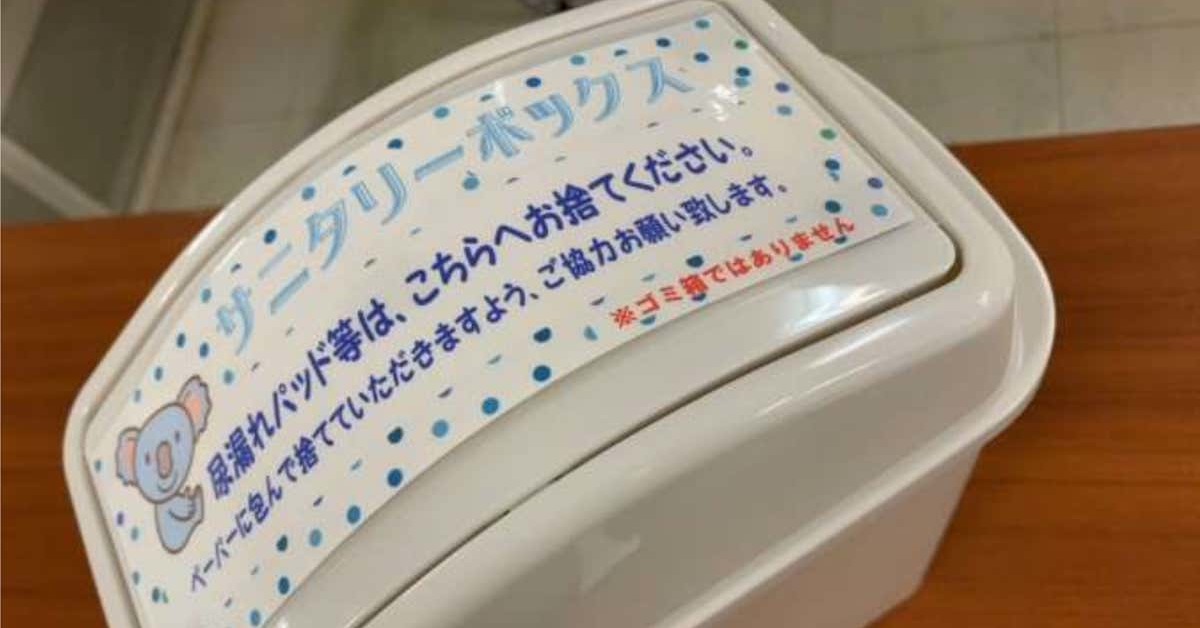 サニタリーボックス
尿漏れパッド等は、こちらへお捨てください。
ペーパーに包んで捨てていただきますよう、ご協力お願い致します。
※ゴミ箱ではありません